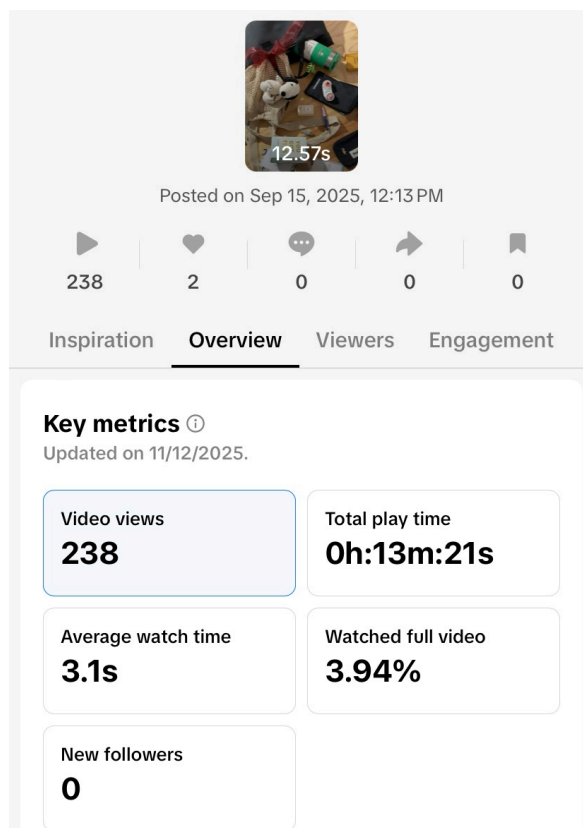 12.57s
Posted on Sep 15, 2025, 12:13 PM
238 2 0 0 0
Inspiration Overview Viewers Engagement
Key metrics
Updated on 11/12/2025.
Video views Total play time
238 0h:13m:21s
Average watch time Watched full video
3.1s 3.94%
New followers
0